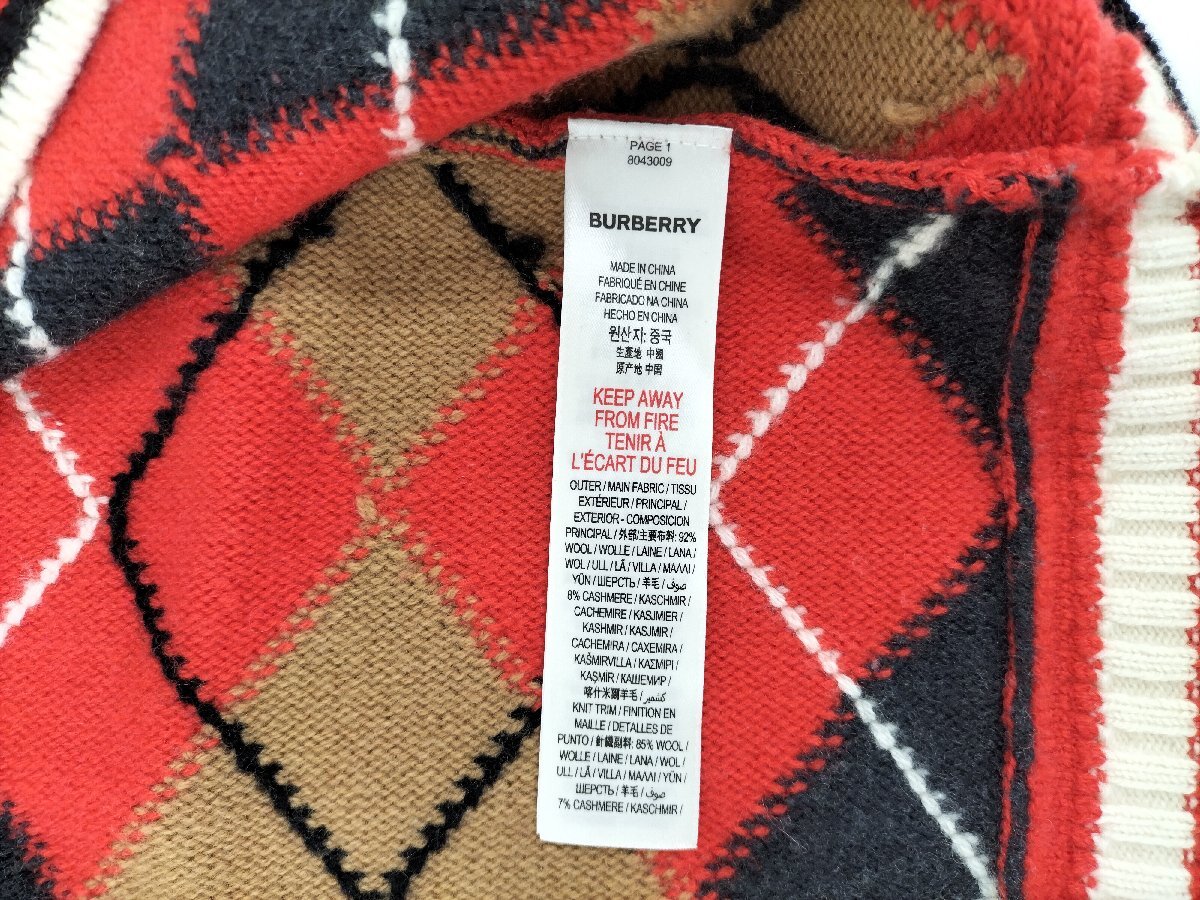 PAGE 1
8043009
BURBERRY
MADE IN CHINA
FABRIQUÉ EN CHINE
FABRICADO NA CHINA
HECHO EN CHINA
원산지: 중국
生產地 中國
原产地 中国
KEEP AWAY
FROM FIRE
TENIR À
L'ÉCART DU FEU
OUTER / MAIN FABRIC / TISSU
EXTÉRIEUR / PRINCIPAL /
EXTERIOR - COMPOSICION
PRINCIPAL / 外部/主要布料: 92%
WOOL / WOLLE / LAINE / LANA /
WOL / ULL / LÃ / VILLA / ΜΑΛΛΙ /
YÜN / ШЕРСТЬ / 羊毛 / صوف /
8% CASHMERE / KASCHMIR /
CACHEMIRE / KASJMIER /
KASHMIR / KASJMIR /
CACHEMIRA / CAXEMIRA /
KAŠMIRVILLA / ΚΑΣΜΙΡΙ /
KAŞMIR / КАШЕМИР /
喀什米爾羊毛 / كشمير /
KNIT TRIM / FINITION EN
MAILLE / DETALLES DE
PUNTO / 針織副料: 85% WOOL /
WOLLE / LAINE / LANA / WOL /
ULL / LÃ / VILLA / ΜΑΛΛΙ / YÜN /
ШЕРСТЬ / 羊毛 / صوف /
7% CASHMERE / KASCHMIR /